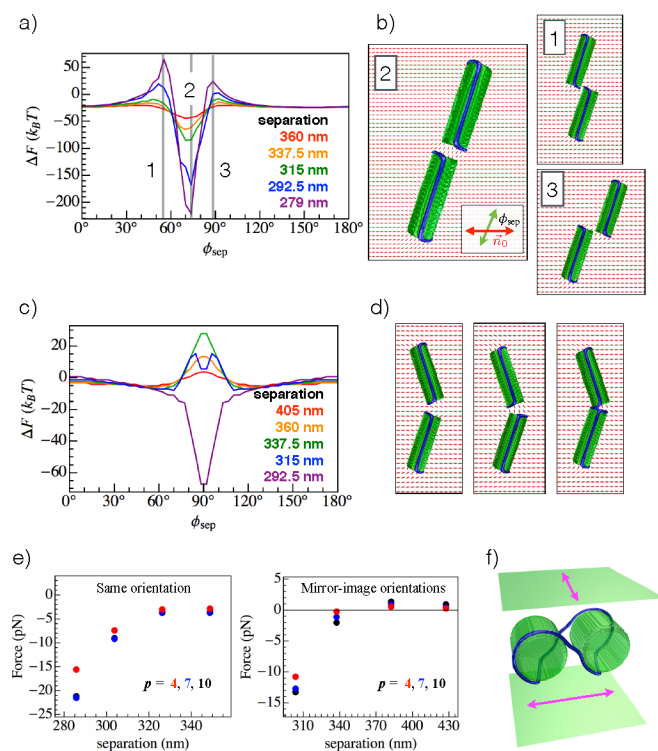 a)
50
0
−50
−100
−150
−200
ΔF (k_BT)
0°
60°
90°
120°
180°
ϕ_sep
1
2
3
separation
360 nm
337.5 nm
315 nm
292.5 nm
279 nm
b)
2
ϕ_sep
n⃗_0
1
3
c)
20
0
−20
−40
−60
ΔF (k_BT)
0°
30°
60°
90°
120°
150°
180°
ϕ_sep
separation
405 nm
360 nm
337.5 nm
315 nm
292.5 nm
d)
e)
Same orientation
0
−5
−10
−15
−20
−25
Force (pN)
p = 4, 7, 10
280
300
320
340
separation (nm)
Mirror-image orientations
5
0
−5
−10
−15
Force (pN)
p = 4, 7, 10
310
340
370
400
430
separation (nm)
f)